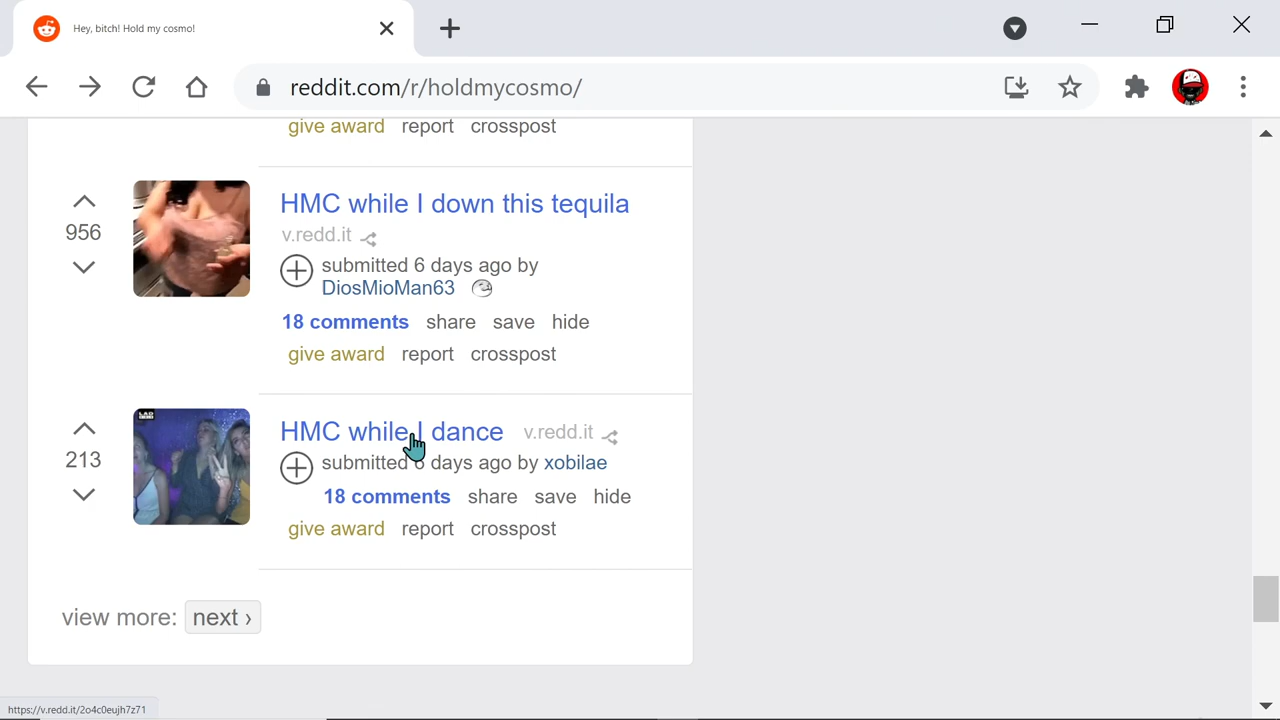 Hey, bitch! Hold my cosmo!
reddit.com/r/holdmycosmo/
give award report crosspost
956
HMC while I down this tequila
v.redd.it
submitted 6 days ago by
DiosMioMan63
18 comments share save hide
give award report crosspost
LAD
213
HMC while I dance v.redd.it
submitted 6 days ago by xobilae
18 comments share save hide
give award report crosspost
view more: next ›
https://v.redd.it/2o4c0eujh7z71